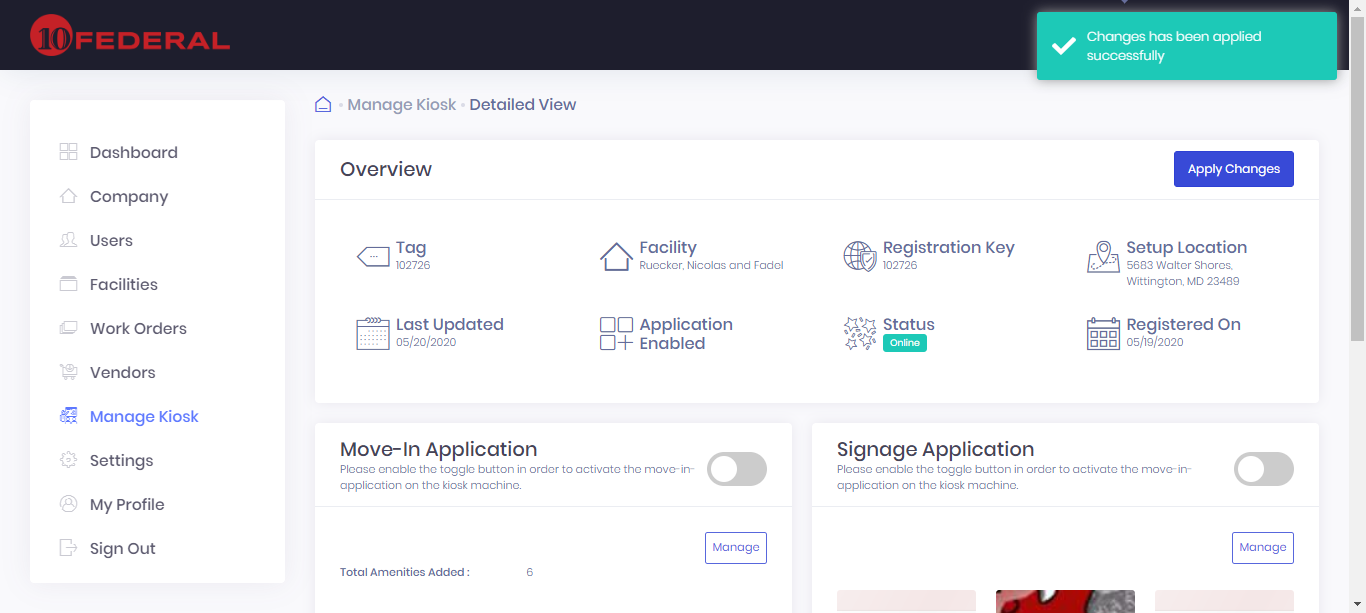 10 FEDERAL
Changes has been applied
successfully
Manage Kiosk
Detailed View
Dashboard
Company
Users
Facilities
Work Orders
Vendors
Manage Kiosk
Settings
My Profile
Sign Out
Overview
Apply Changes
Tag
102726
Facility
Ruecker, Nicolas and Fadel
Registration Key
102726
Setup Location
5683 Walter Shores,
Wittington, MD 23489
Last Updated
05/20/2020
Application
Enabled
Status
Online
Registered On
05/19/2020
Move-In Application
Please enable the toggle button in order to activate the move-in-
application on the kiosk machine.
Manage
Total Amenities Added : 6
Signage Application
Please enable the toggle button in order to activate the move-in-
application on the kiosk machine.
Manage